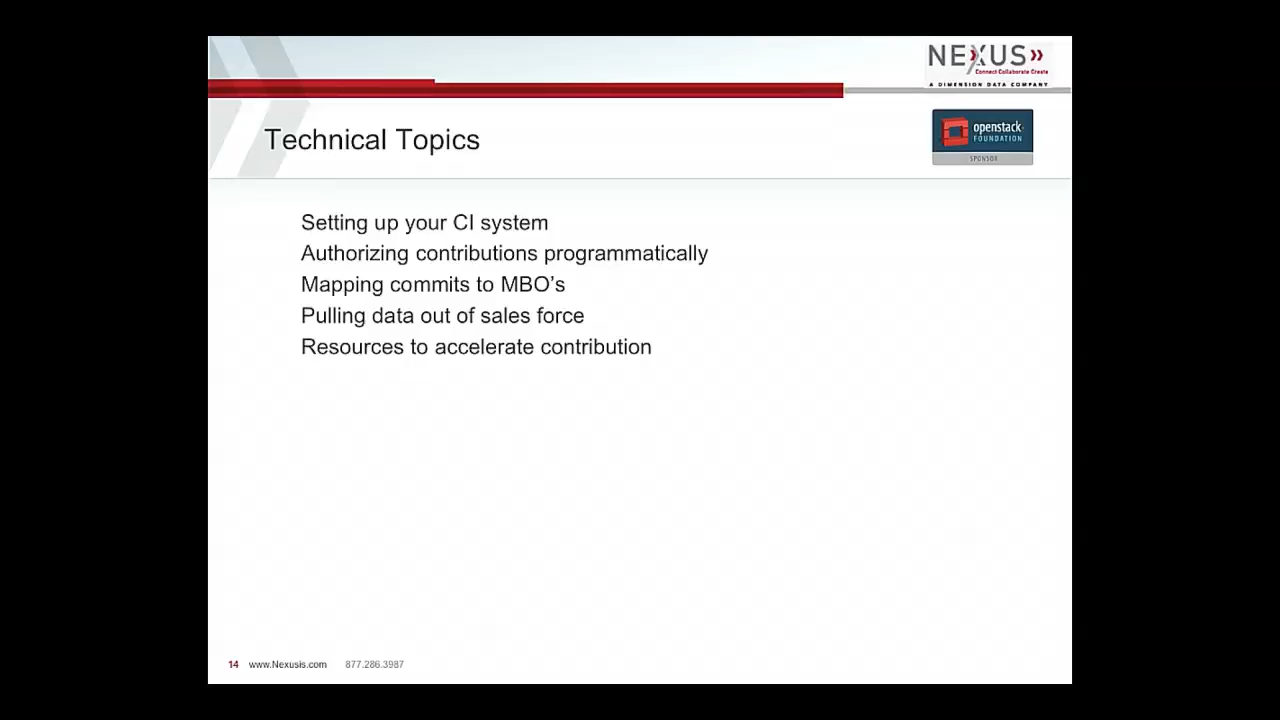 NEXUS
Connect Collaborate Create
A DIMENSION DATA COMPANY
openstack
FOUNDATION
SPONSOR
Technical Topics
Setting up your CI system
Authorizing contributions programmatically
Mapping commits to MBO’s
Pulling data out of sales force
Resources to accelerate contribution
14 www.Nexusis.com 877.286.3987